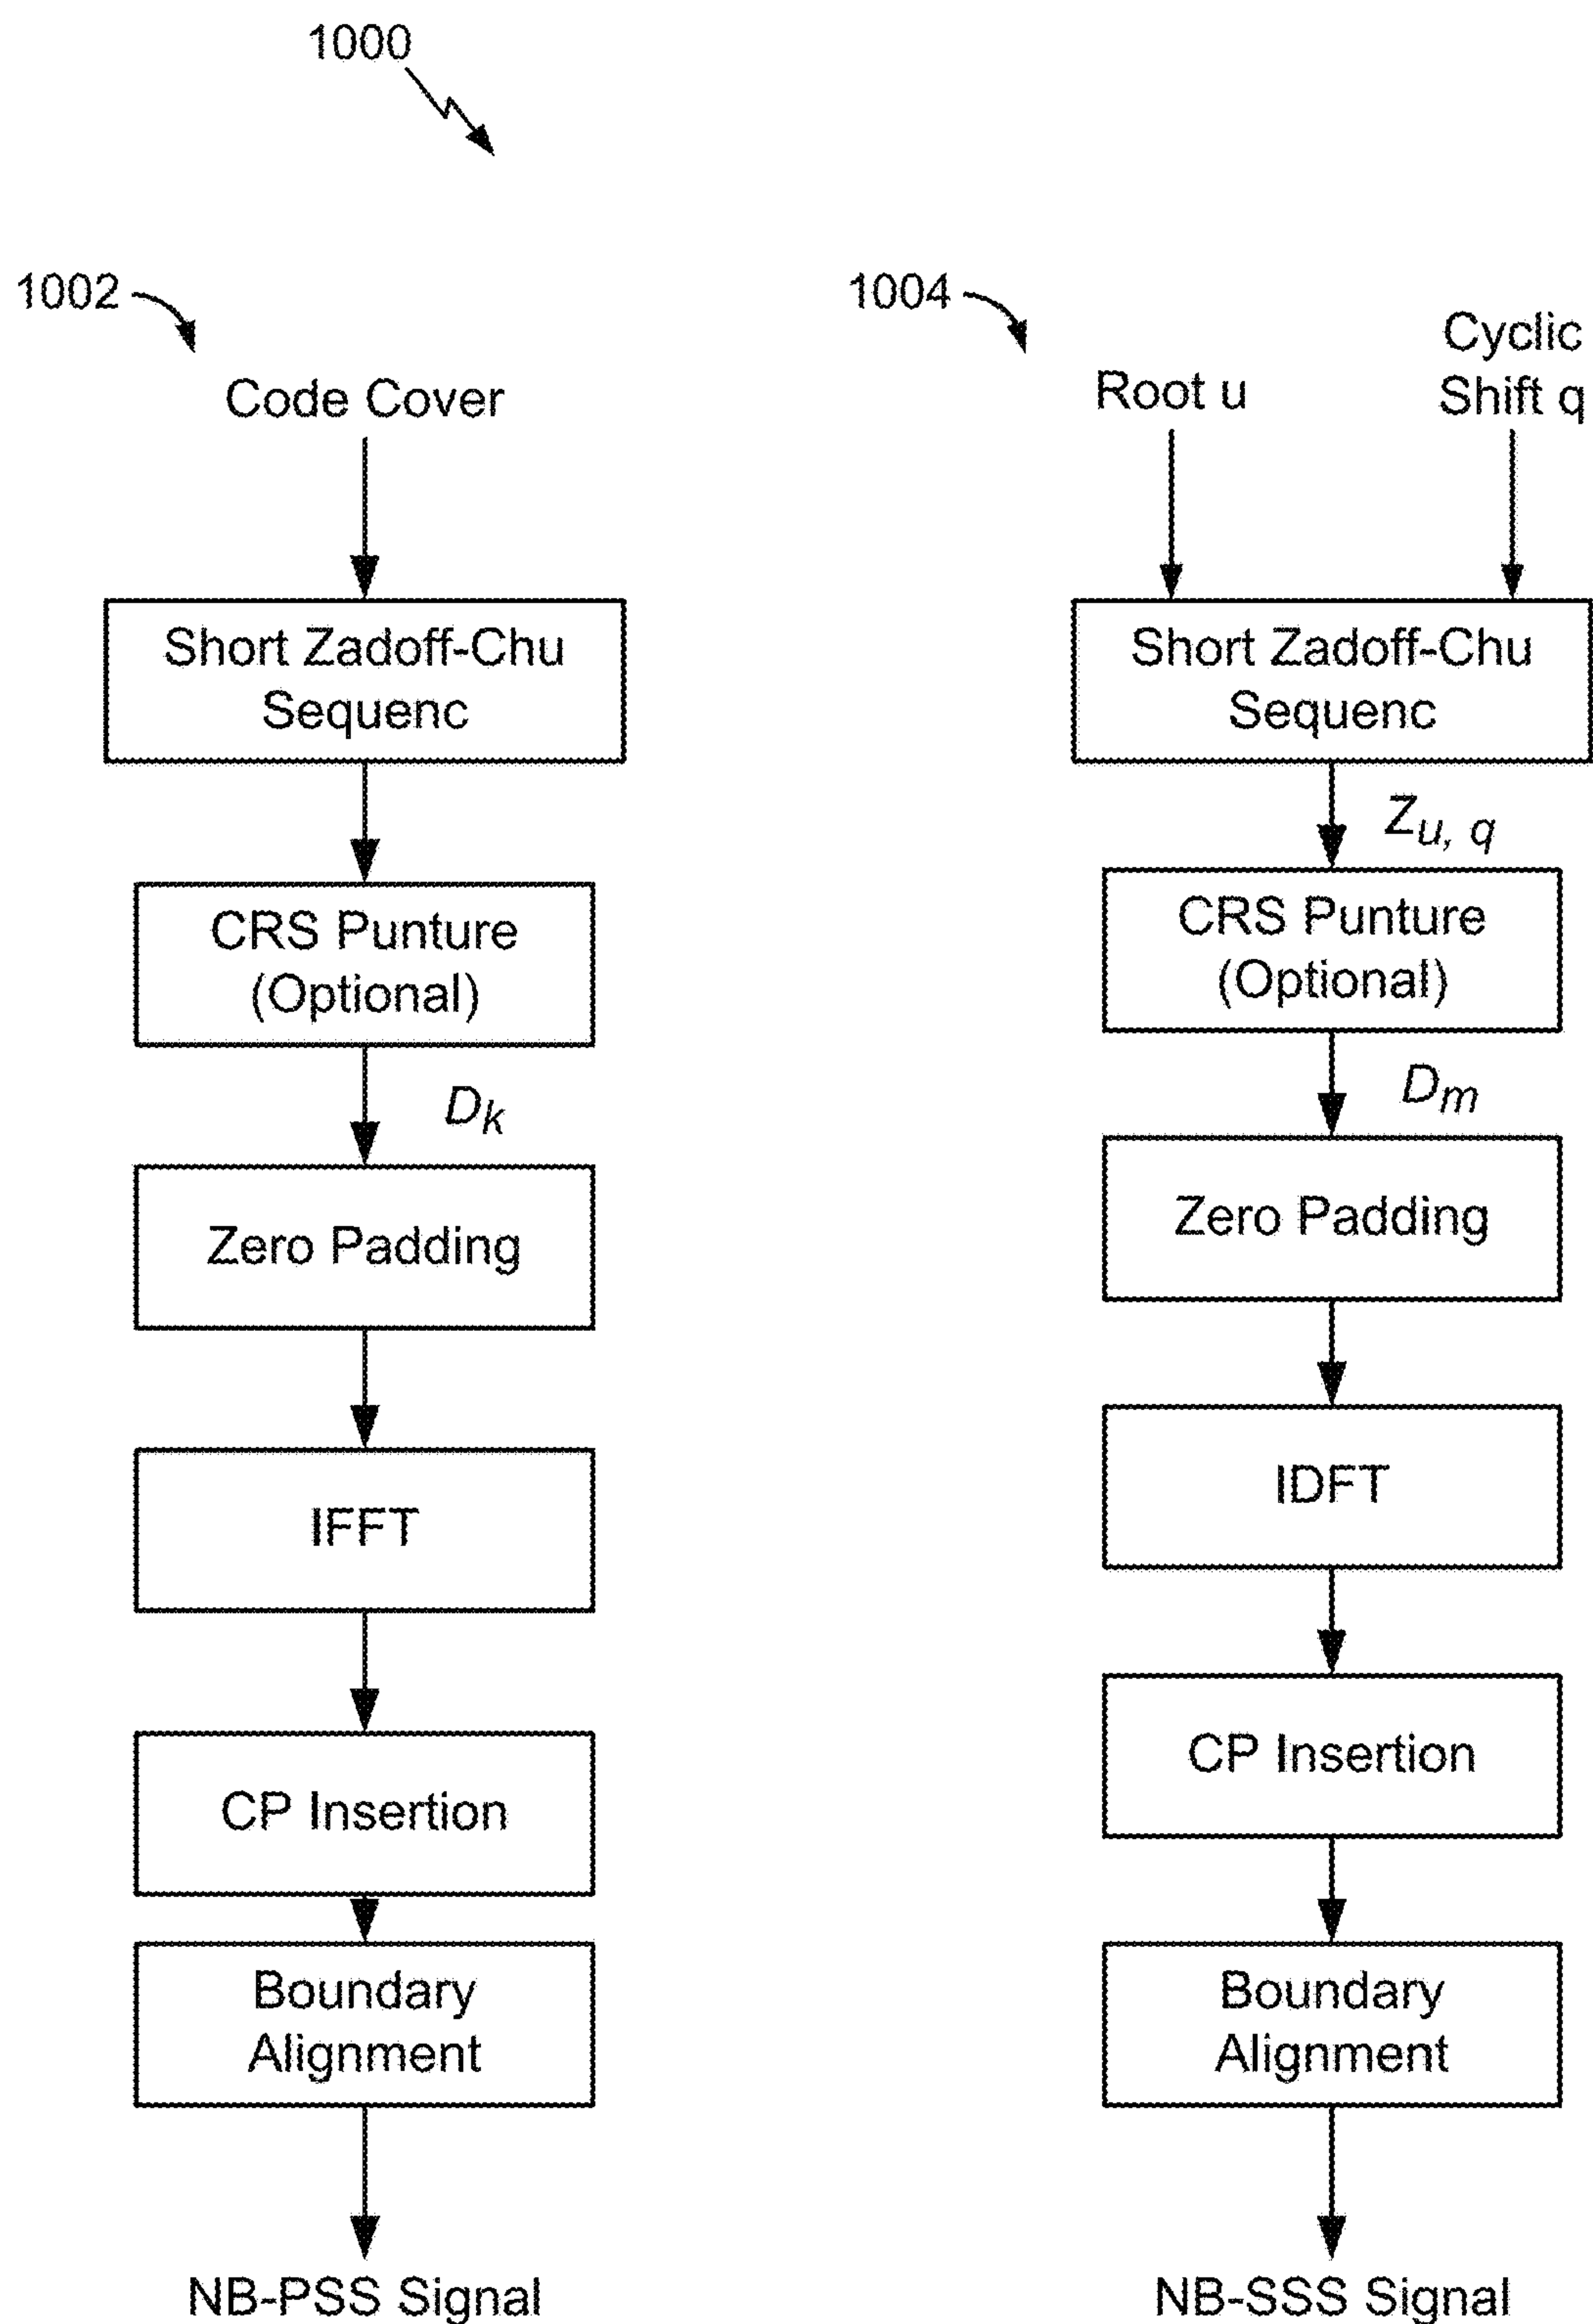 1000
1002
Code Cover
Short Zadoff-Chu
Sequenc
CRS Punture
(Optional)
Dk
Zero Padding
IFFT
CP Insertion
Boundary
Alignment
NB-PSS Signal
1004
Root u
Cyclic
Shift q
Short Zadoff-Chu
Sequenc
Zu, q
CRS Punture
(Optional)
Dm
Zero Padding
IDFT
CP Insertion
Boundary
Alignment
NB-SSS Signal